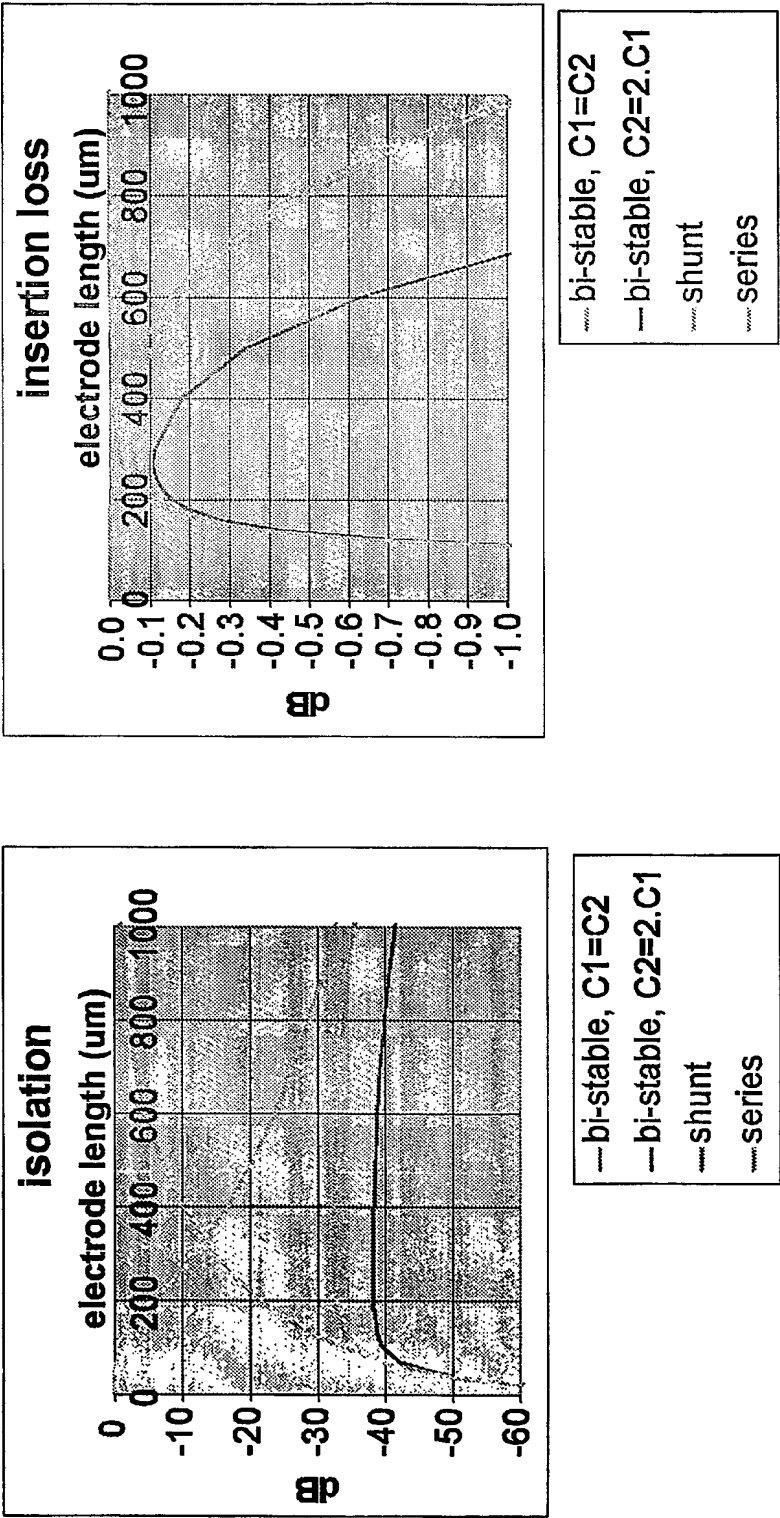 isolation
electrode length (um)
0 200 400 600 800 1000
0
-10
-20
-30
-40
-50
-60
dB
bi-stable, C1=C2
bi-stable, C2=2.C1
shunt
series
insertion loss
electrode length (um)
0 200 400 600 800 1000
0.0
-0.1
-0.2
-0.3
-0.4
-0.5
-0.6
-0.7
-0.8
-0.9
-1.0
dB
bi-stable, C1=C2
bi-stable, C2=2.C1
shunt
series